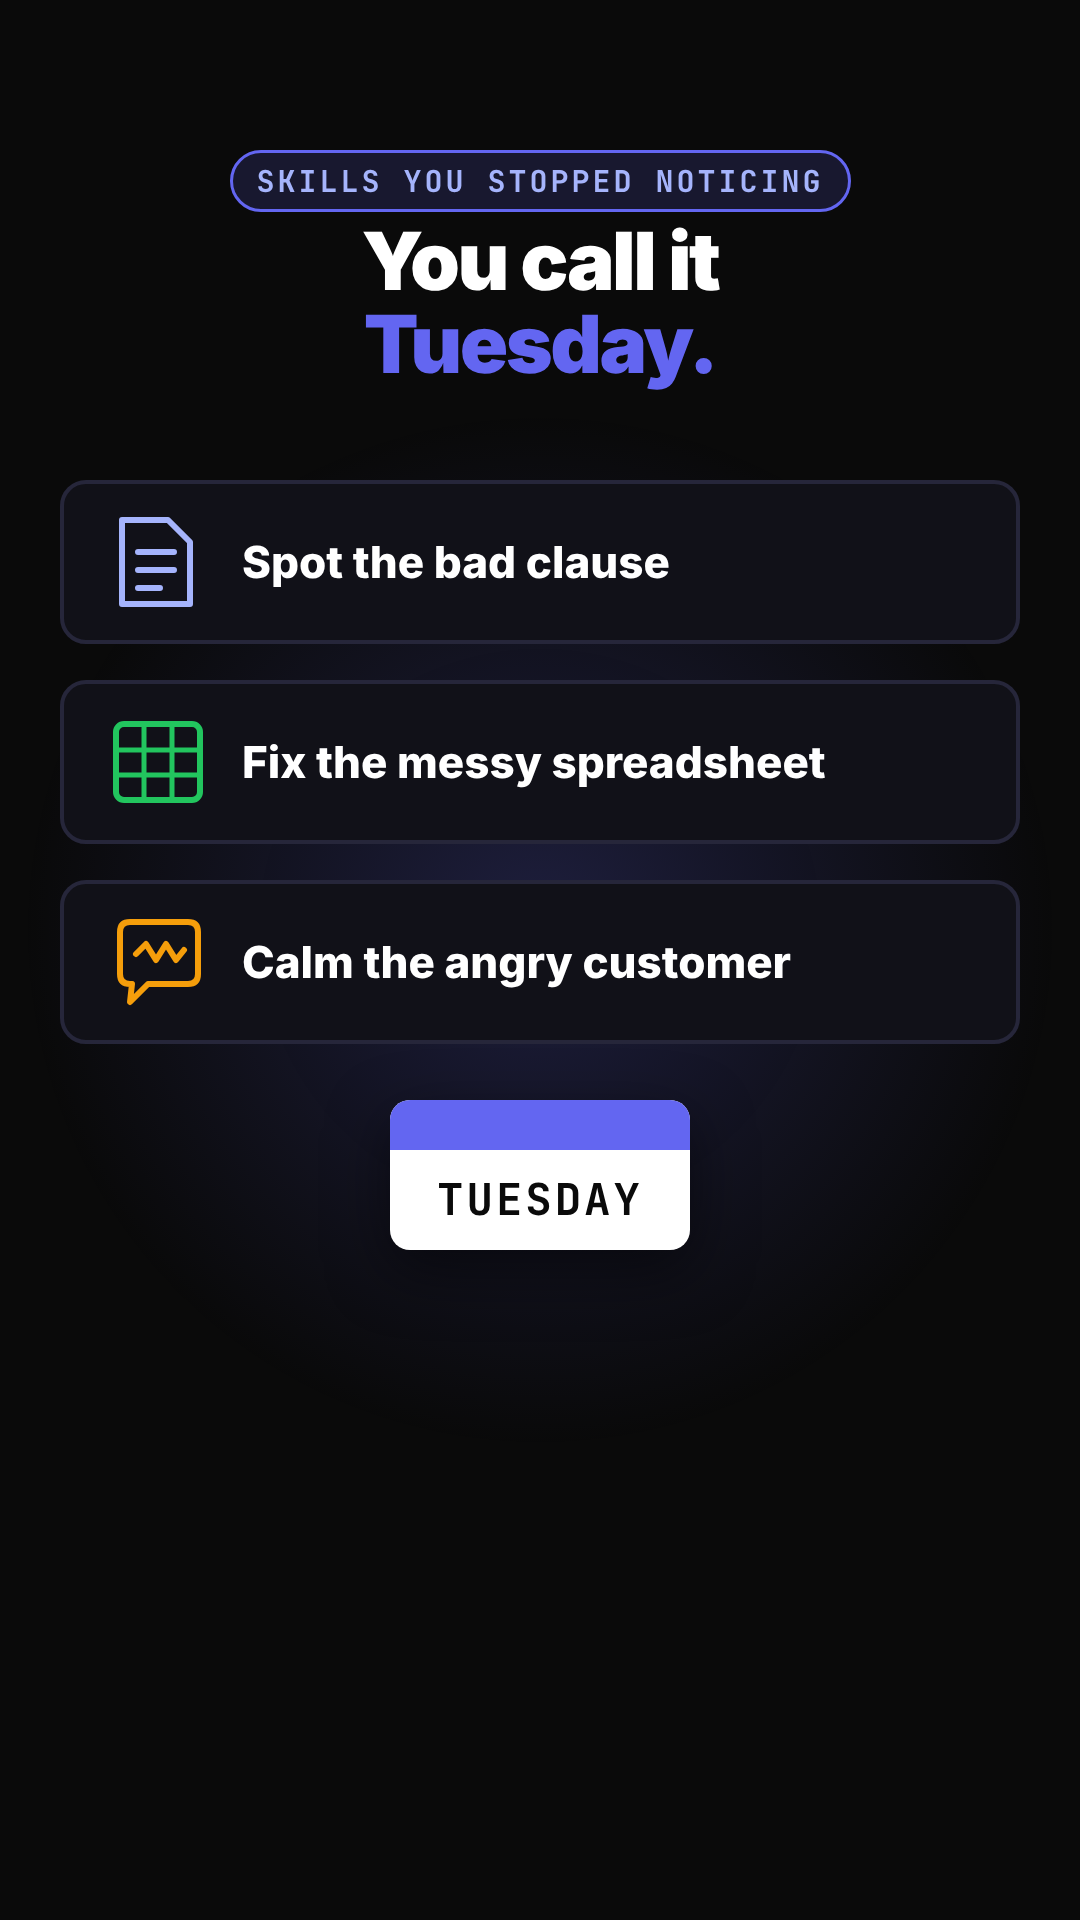 SKILLS YOU STOPPED NOTICING
You call it
Tuesday.
Spot the bad clause
Fix the messy spreadsheet
Calm the angry customer
TUESDAY